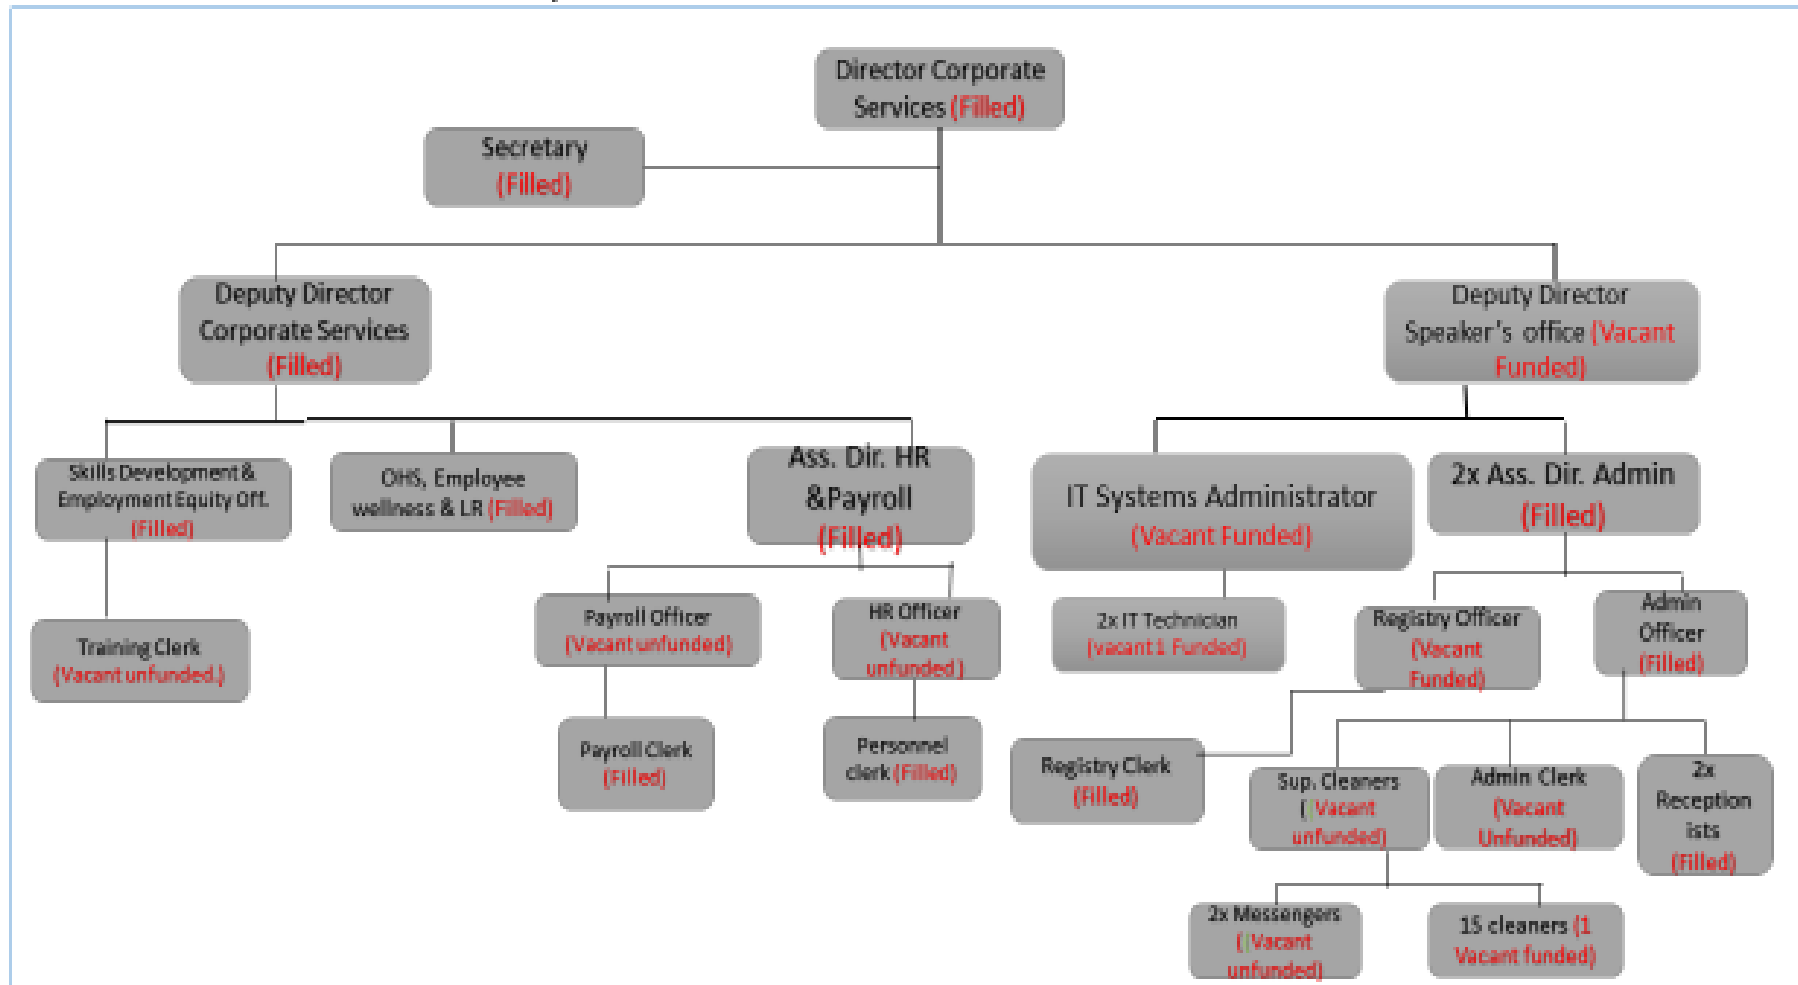 Director Corporate
Services (Filled)
Secretary
(Filled)
Deputy Director
Corporate Services
(Filled)
Deputy Director
Speaker's office (Vacant
Funded)
Skills Development &
Employment Equity Off.
(Filled)
OHS, Employee
wellness & LR (Filled)
Ass. Dir. HR
&Payroll
(Filled)
IT Systems Administrator
(Vacant Funded)
2x Ass. Dir. Admin
(Filled)
Training Clerk
(Vacant unfunded.)
Payroll Officer
(Vacant unfunded)
HR Officer
(Vacant
unfunded )
2x IT Technician
(vacant 1 Funded)
Registry Officer
(Vacant
Funded)
Admin
Officer
(Filled)
Payroll Clerk
(Filled)
Personnel
clerk (Filled)
Registry Clerk
(Filled)
Sup. Cleaners
((Vacant
unfunded)
Admin Clerk
(Vacant
Unfunded)
2x
Reception
ists
(Filled)
2x Messengers
((Vacant
unfunded)
15 cleaners (1
Vacant funded)